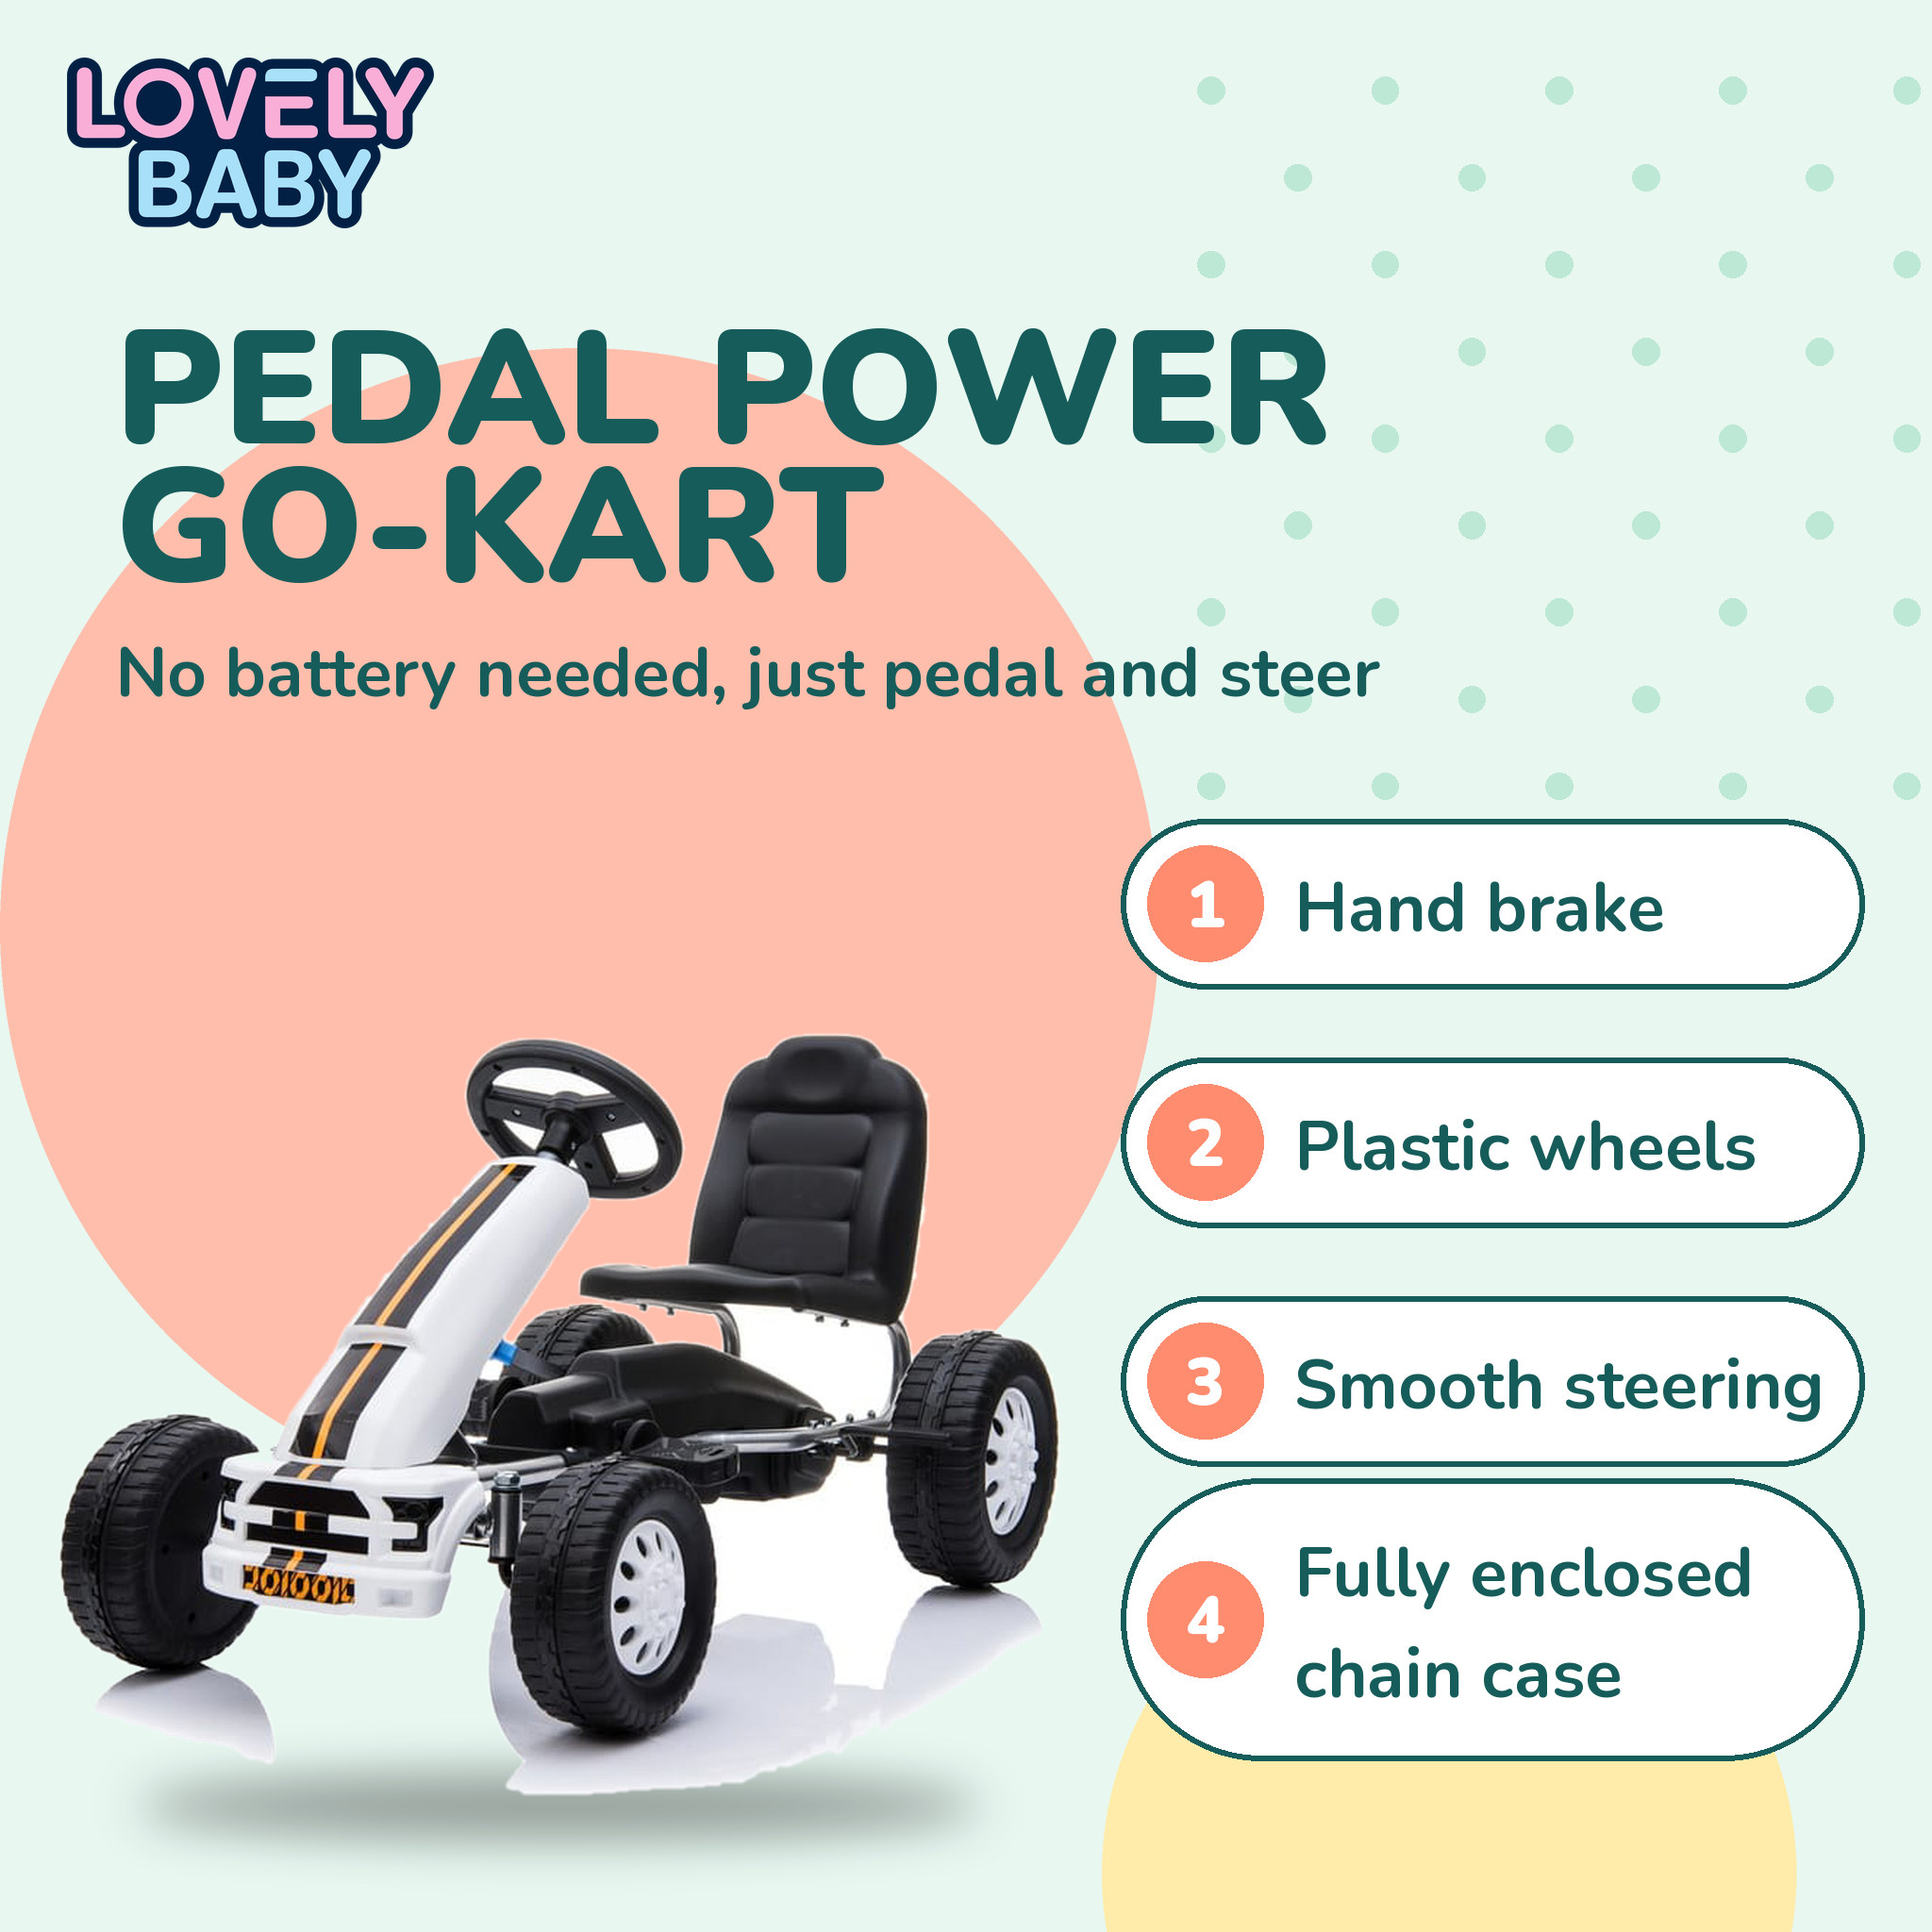 LOVELY
BABY
PEDAL POWER
GO-KART
No battery needed, just pedal and steer
1 Hand brake
2 Plastic wheels
3 Smooth steering
4 Fully enclosed
chain case